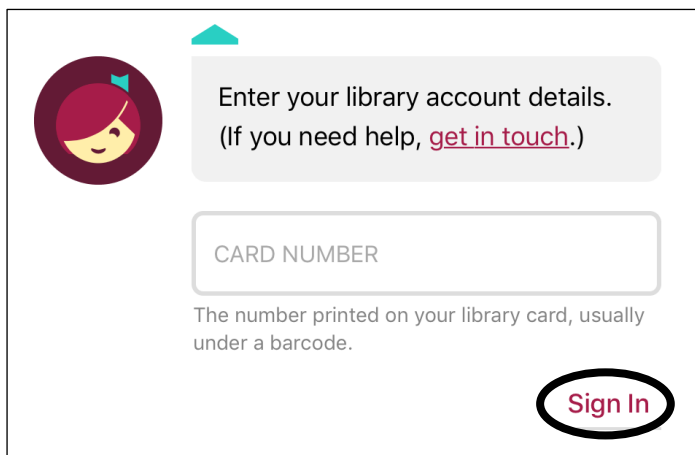 Enter your library account details.
(If you need help, get in touch.)
CARD NUMBER
The number printed on your library card, usually
under a barcode.
Sign In